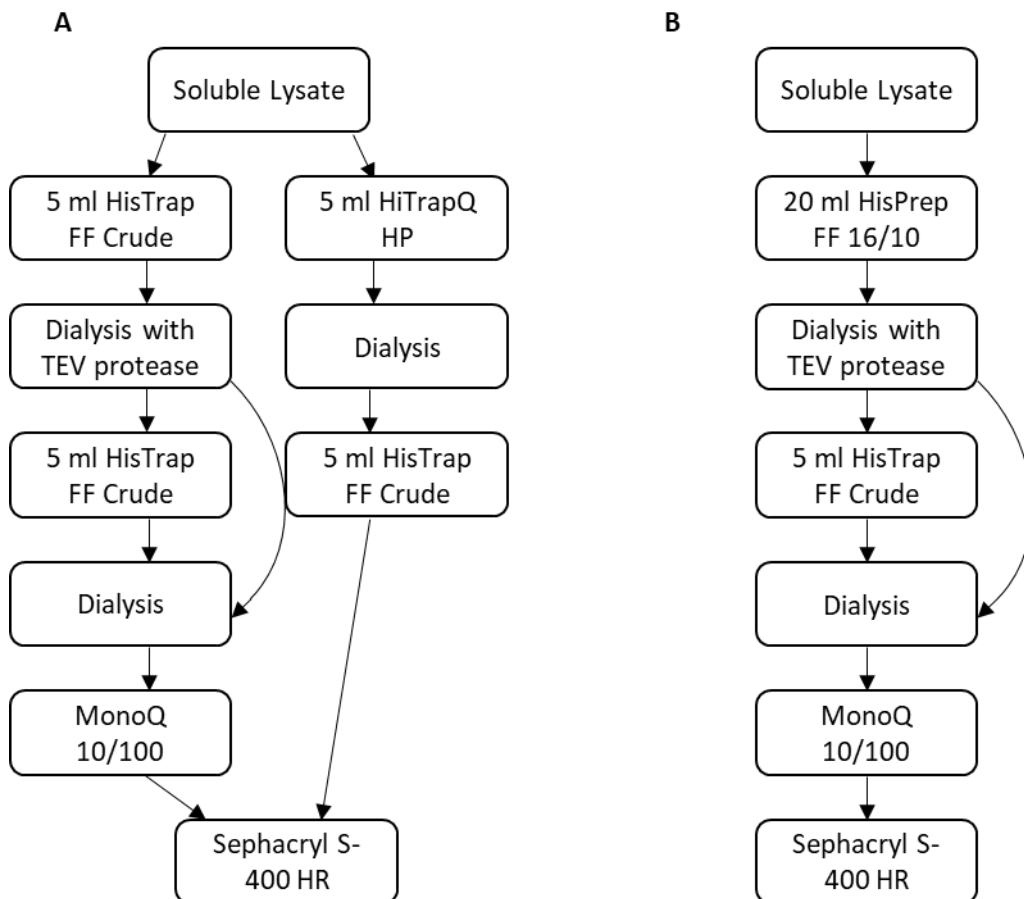 A
Soluble Lysate
5 ml HisTrap
FF Crude
5 ml HiTrapQ
HP
Dialysis with
TEV protease
Dialysis
5 ml HisTrap
FF Crude
5 ml HisTrap
FF Crude
Dialysis
MonoQ
10/100
Sephacryl S-
400 HR
B
Soluble Lysate
20 ml HisPrep
FF 16/10
Dialysis with
TEV protease
5 ml HisTrap
FF Crude
Dialysis
MonoQ
10/100
Sephacryl S-
400 HR